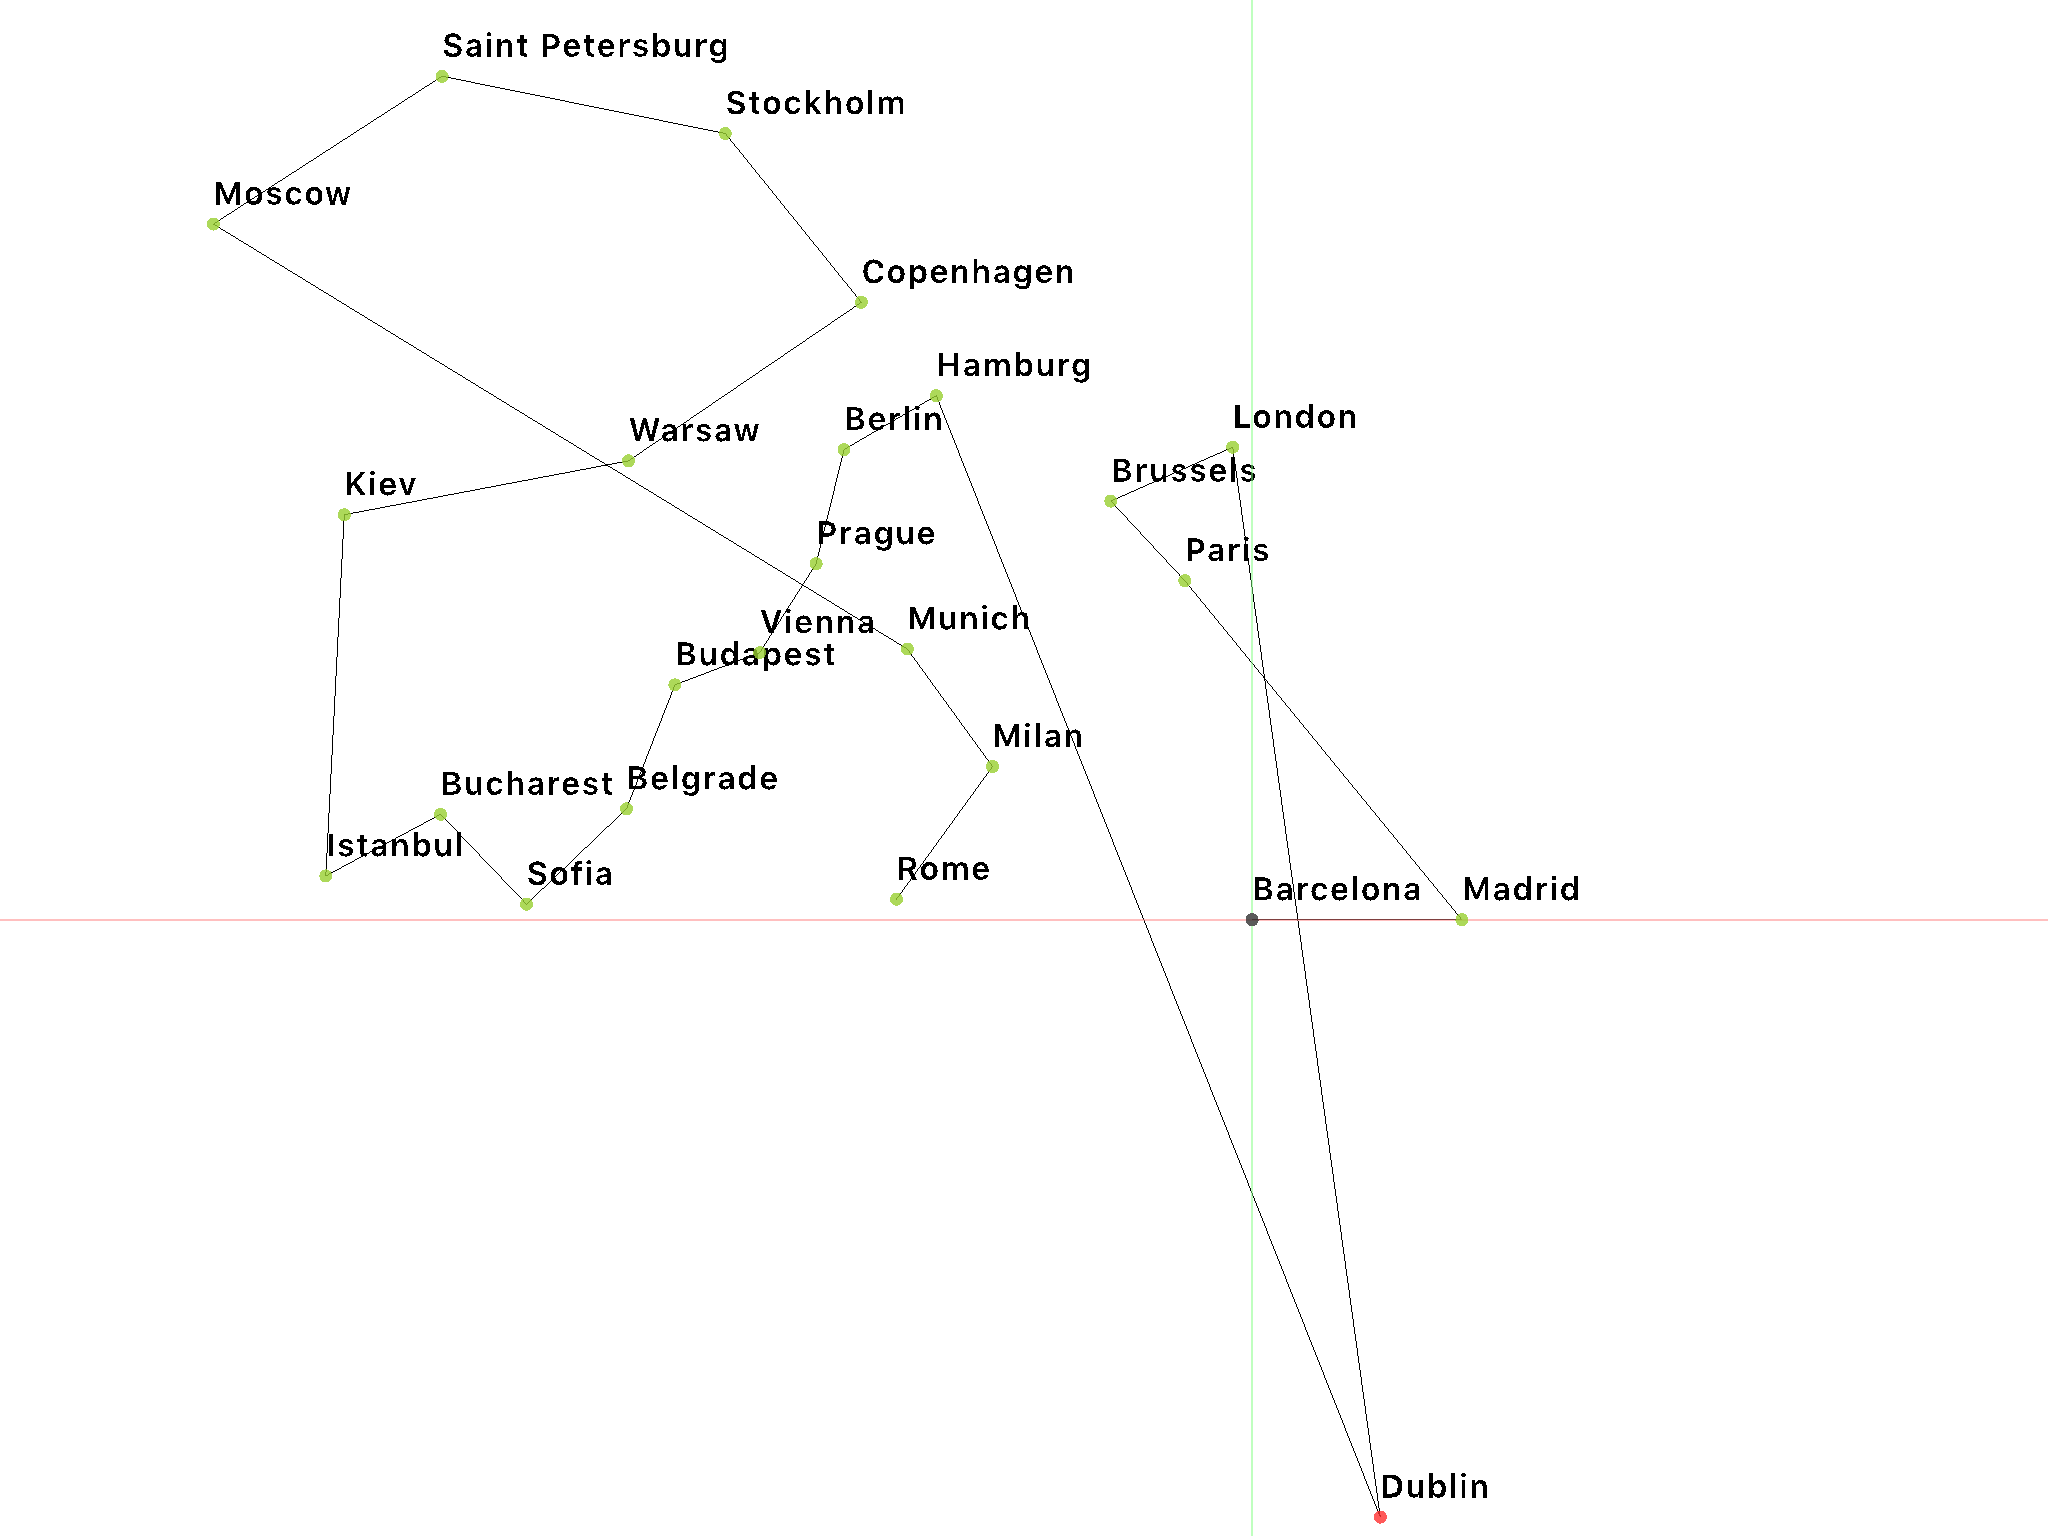 Saint Petersburg
Stockholm
Moscow
Copenhagen
Hamburg
Berlin
London
Warsaw
Brussels
Kiev
Prague
Paris
Munich
Vienna
Budapest
Milan
Belgrade
Bucharest
Istanbul
Rome
Sofia
Barcelona
Madrid
Dublin